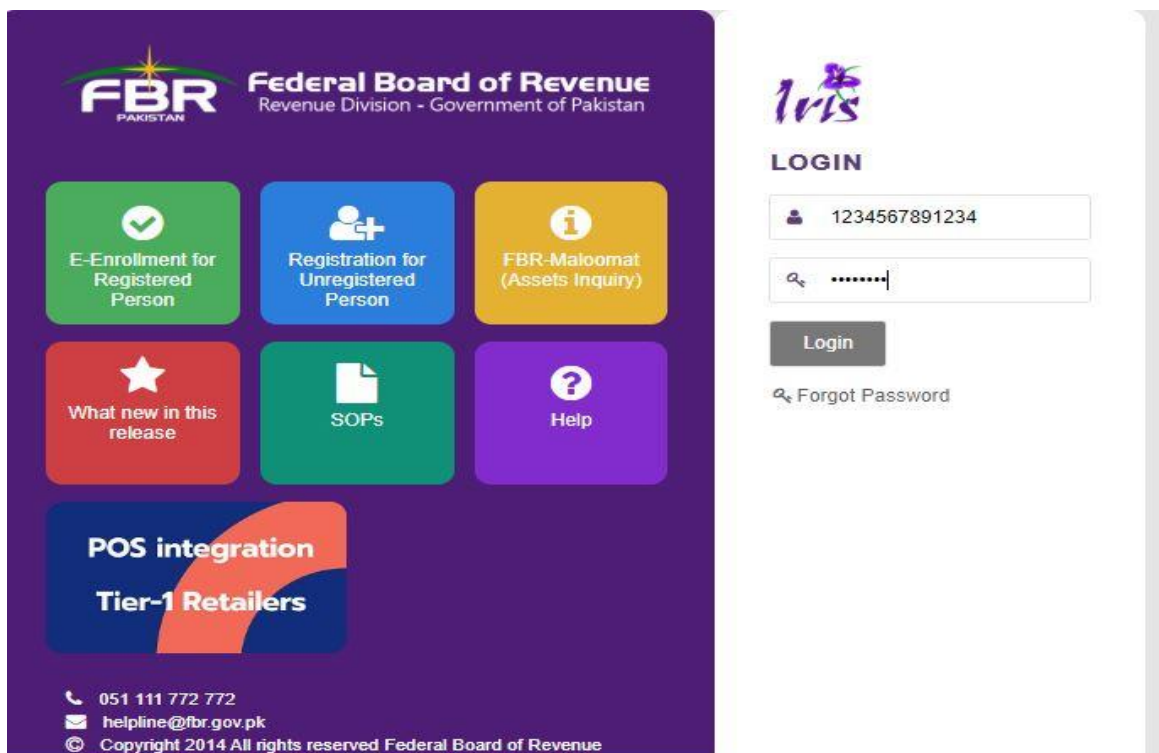 FBR
PAKISTAN
Federal Board of Revenue
Revenue Division - Government of Pakistan
E-Enrollment for
Registered
Person
Registration for
Unregistered
Person
FBR-Maloomat
(Assets Inquiry)
What new in this
release
SOPs
Help
POS integration
Tier-1 Retailers
051 111 772 772
helpline@fbr.gov.pk
© Copyright 2014 All rights reserved Federal Board of Revenue
Iris
LOGIN
1234567891234
••••••••
Login
Forgot Password